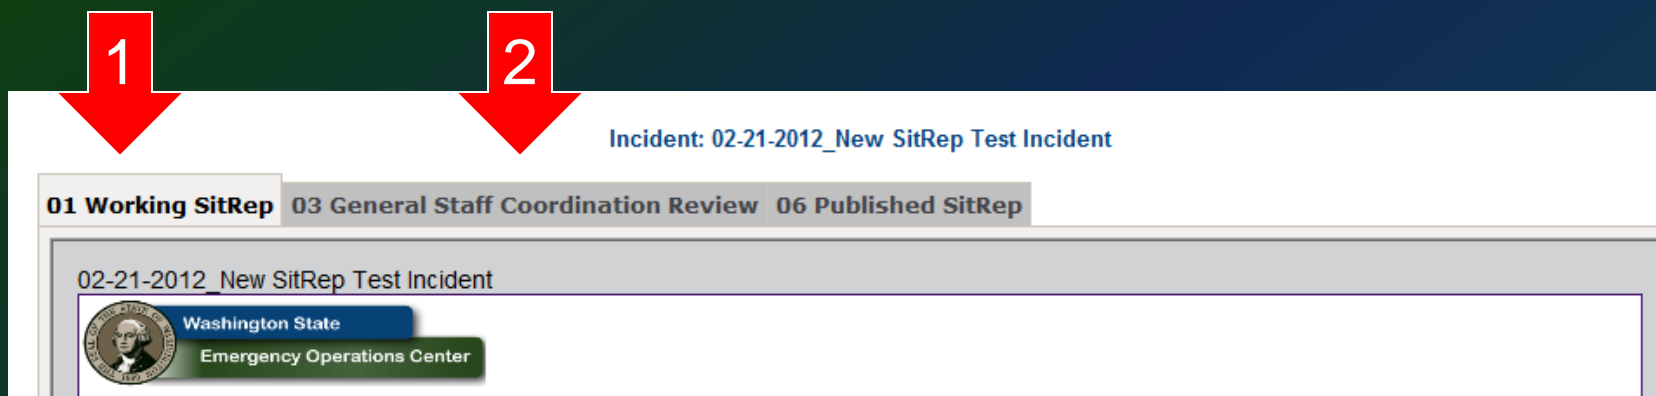 1 2
Incident: 02-21-2012_New SitRep Test Incident
01 Working SitRep 03 General Staff Coordination Review 06 Published SitRep
02-21-2012_New SitRep Test Incident
Washington State
Emergency Operations Center